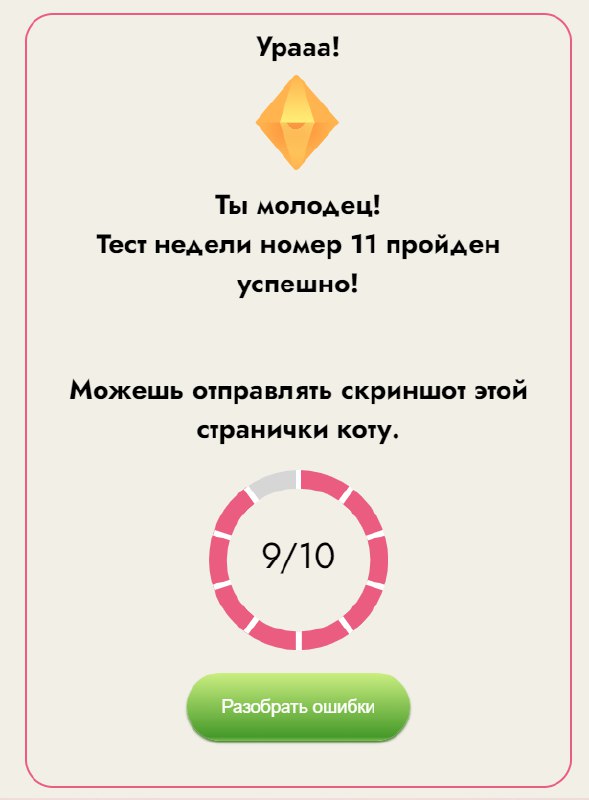 Урааа!
Ты молодец!
Тест недели номер 11 пройден
успешно!
Можешь отправлять скриншот этой
странички коту.
9/10
Разобрать ошибки